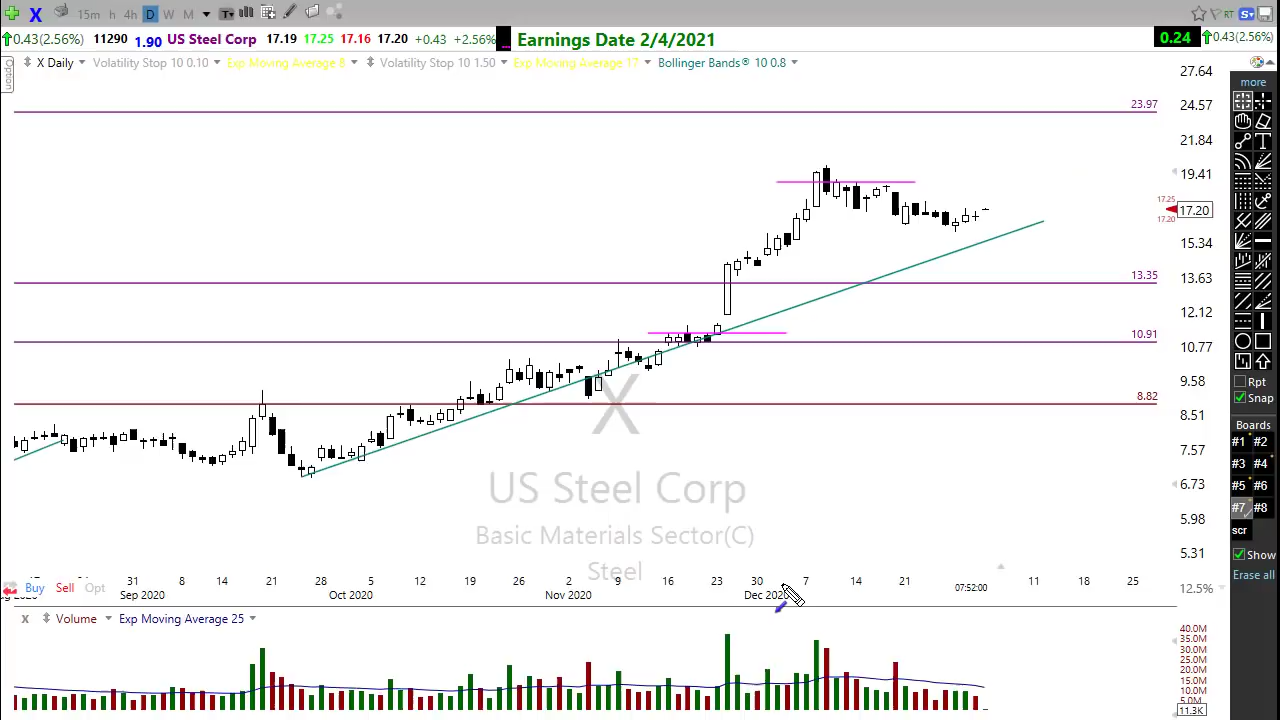 15m h 4h D W M T
0.43(2.56%) 11290 1.90 US Steel Corp 17.19 17.25 17.16 17.20 +0.43 +2.56% Earnings Date 2/4/2021 0.24 0.43(2.56%)
RT S
Option
X Daily Volatility Stop 10 0.10 Exp Moving Average 8 Volatility Stop 10 1.50 Exp Moving Average 17 Bollinger Bands® 10 0.8
more
27.64
24.57
21.84
19.41
17.20
15.34
13.63
12.12
10.77
9.58
8.51
7.57
6.73
5.98
5.31
23.97
17.25
17.20
13.35
10.91
8.82
X
US Steel Corp
Basic Materials Sector(C)
Steel
31 8 14 21 28 5 12 19 26 2 9 16 23 30 7 14 21 11 18 25
Sep 2020 Oct 2020 Nov 2020
07:52:00
12.5%
Buy Sell Opt
X Volume Exp Moving Average 25
40.0M
35.0M
30.0M
25.0M
20.0M
15.0M
10.0M
5.0M
11.3K
T
Rpt
Snap
Boards
#1 #2
#3 #4
#5 #6
#7 #8
scr
Show
Erase all